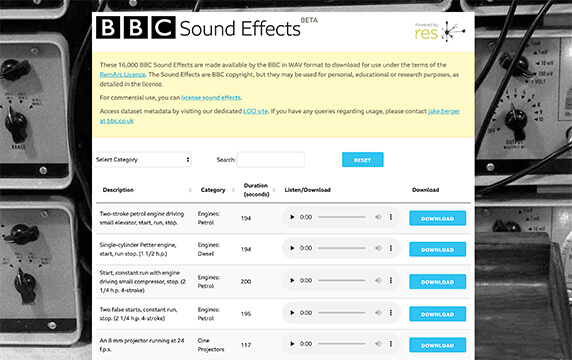 BBC Sound Effects BETA
Powered by
res
These 16,000 BBC Sound Effects are made available by the BBC in WAV format to download for use under the terms of the
RemArc Licence. The Sound Effects are BBC copyright, but they may be used for personal, educational or research purposes, as
detailed in the license.
For commercial use, you can license sound effects.
Access dataset metadata by visiting our dedicated LOD site. If you have any queries regarding usage, please contact jake berger
at bbc.co.uk
Select Category Search: RESET
Description Category Duration (seconds) Listen/Download Download
Two-stroke petrol engine driving
small elevator, start, run, stop.
Engines:
Petrol
194 0:00 DOWNLOAD
Single-cylinder Petter engine,
start, run stop. [1 1/2 h.p.]
Engines:
Diesel
194 0:00 DOWNLOAD
Start, constant run with engine
driving small compressor, stop. (2
1/4 h.p. 4-stroke)
Engines:
Petrol
200 0:00 DOWNLOAD
Two false starts, constant run,
stop. (2 1/4 h.p. 4-stroke)
Engines:
Petrol
195 0:00 DOWNLOAD
An 8 mm projector running at 24
f.p.s.
Cine
Projectors
117 0:00 DOWNLOAD
RANGE
VOLT
OUTPUT